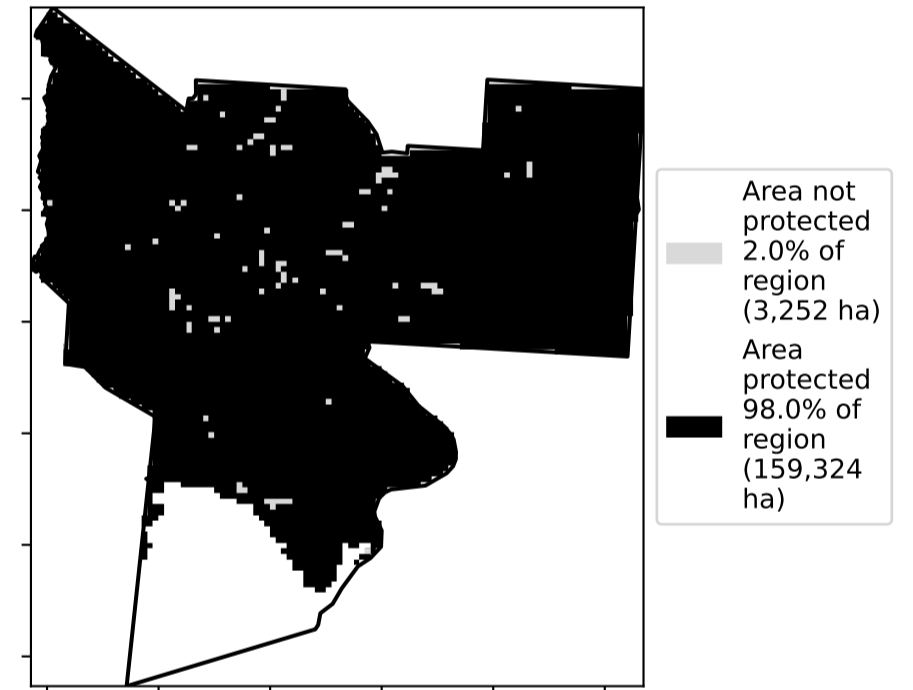 Area not
protected
2.0% of
region
(3,252 ha)
Area
protected
98.0% of
region
(159,324
ha)